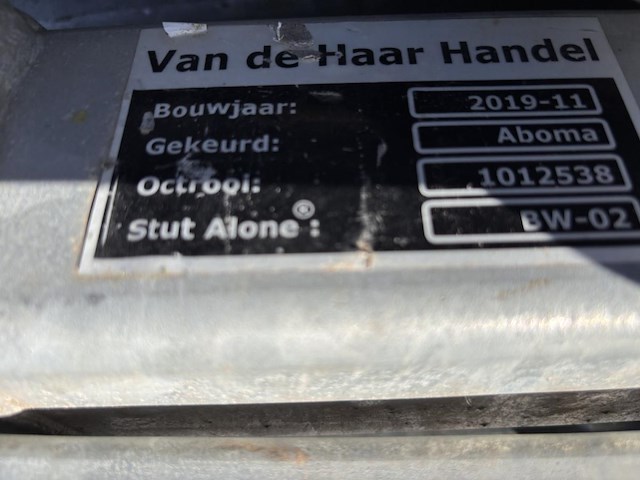 Van de Haar Handel
Bouwjaar: 2019-11
Gekeurd: Aboma
Octrooi: 1012538
Stut Alone®: BW-02